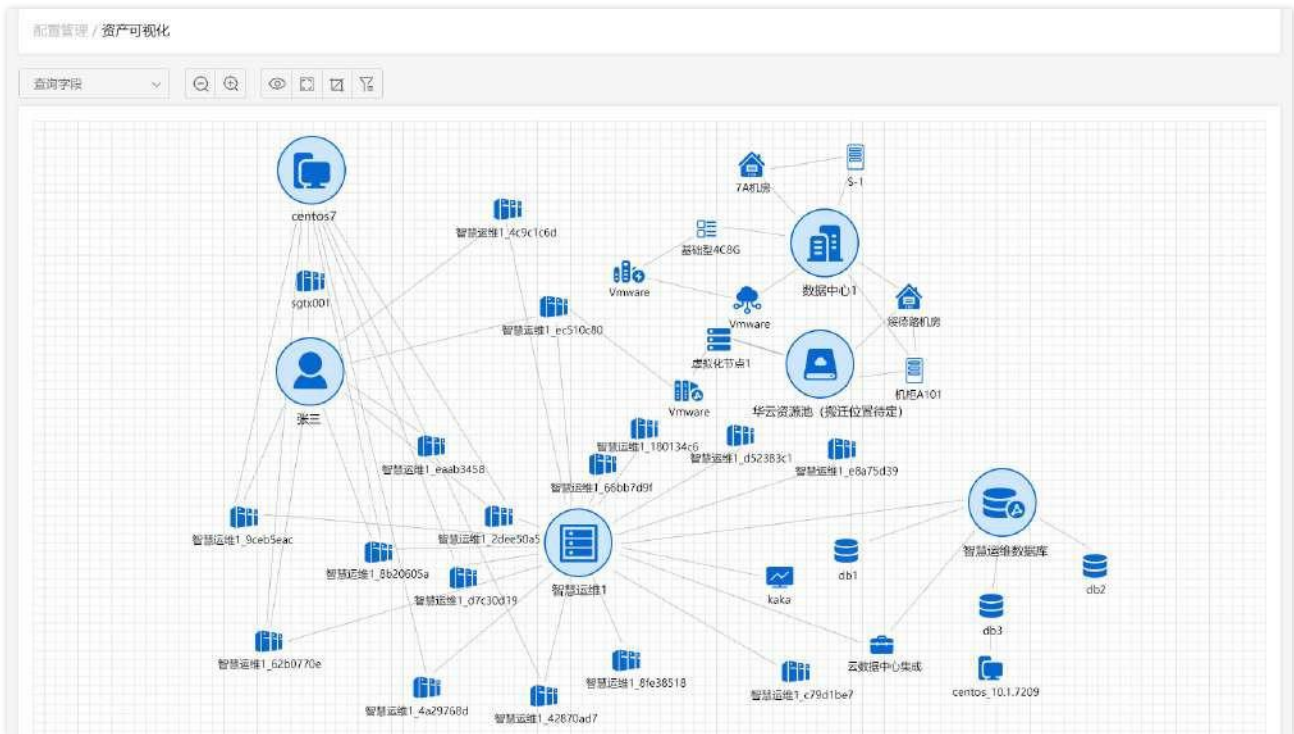 配置管理 / 资产可视化
查询字段
centos7
智慧运维1_4c9c1c6d
7A机房
S-1
基础型4C8G
Vmware
数据中心1
sgtx001
Vmware
绥德路机房
智慧运维1_ec510c80
虚拟化节点1
机柜A101
Vmware
华云资源池（搬迁位置待定）
张三
智慧运维1_180134c6
智慧运维1_d52383c1
智慧运维1_eaab3458
智慧运维1_e8a75d39
智慧运维1_66bb7d9f
智慧运维1_9ceb5eac
智慧运维1_2dee50a5
智慧运维数据库
智慧运维1_8b20605a
db1
智慧运维1
db2
智慧运维1_d7c30d19
kaka
db3
智慧运维1_62b0770e
云数据中心集成
智慧运维1_8fe38518
智慧运维1_c79d1be7
centos_10.1.7209
智慧运维1_4a29768d
智慧运维1_42870ad7